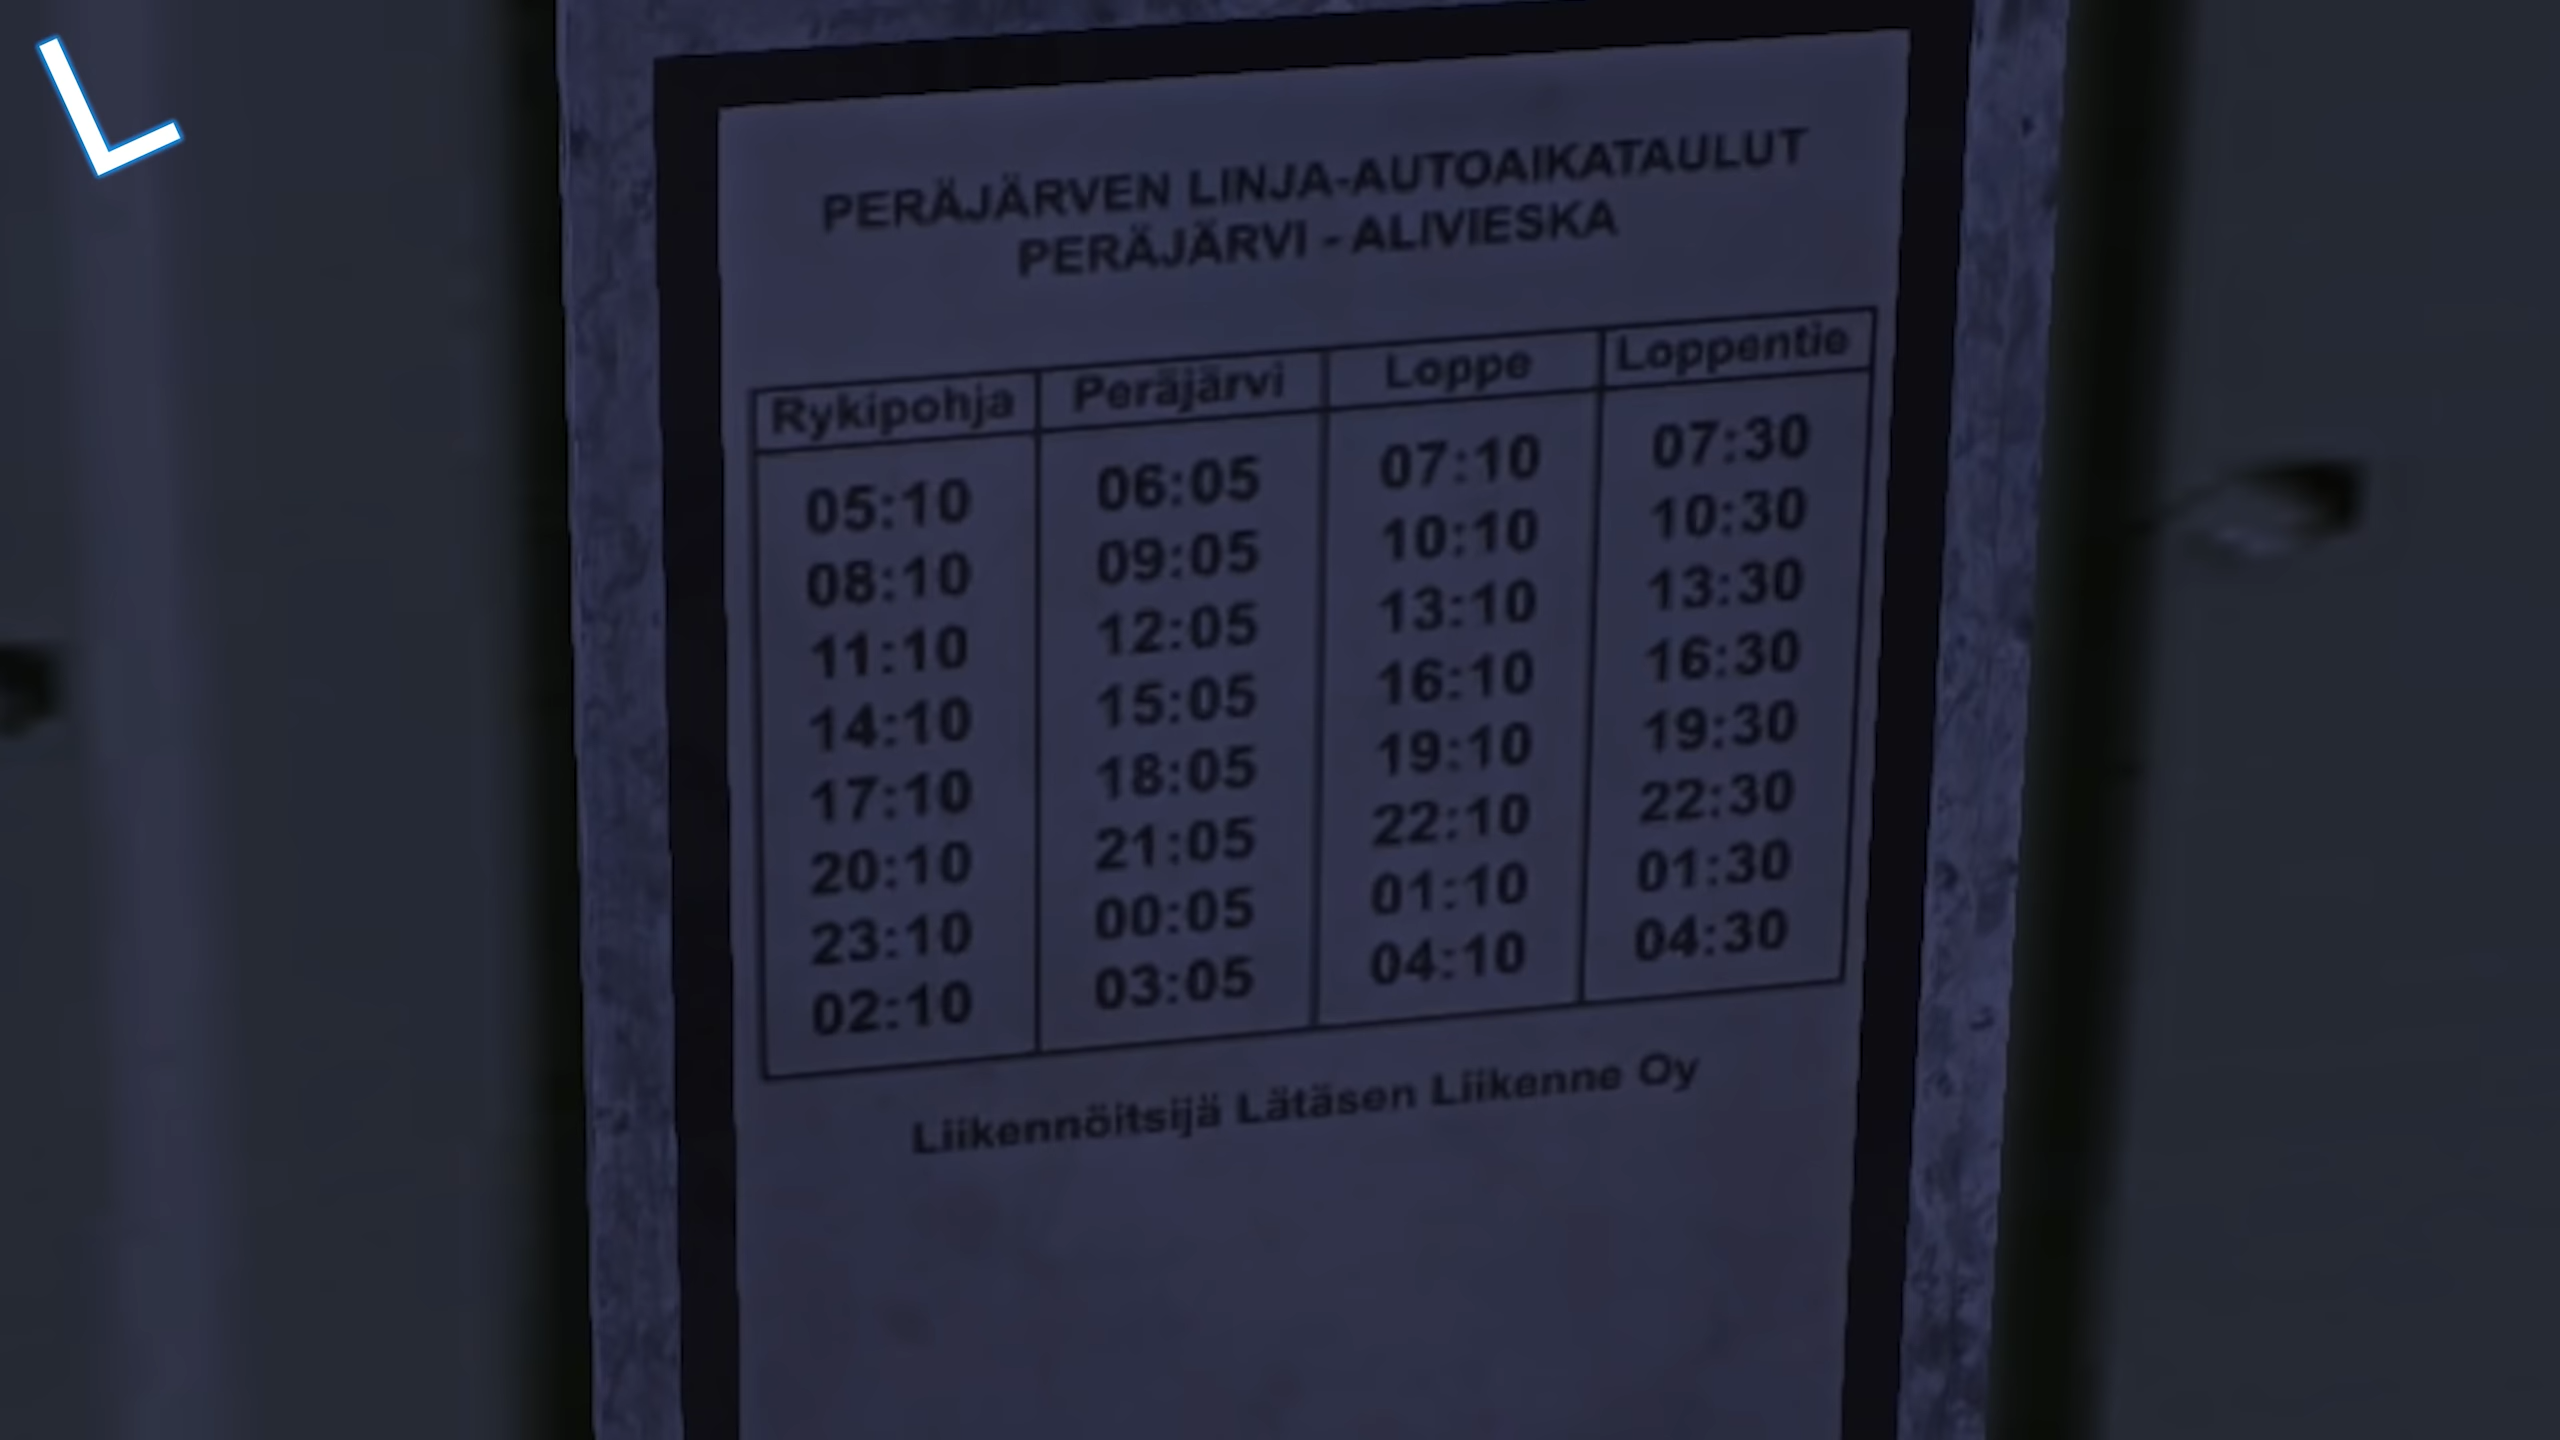 L
PERÄJÄRVEN LINJA-AUTOAIKATAULUT
PERÄJÄRVI - ALIVIESKA
Rykipohja Peräjärvi Loppe Loppentie
05:10 06:05 07:10 07:30
08:10 09:05 10:10 10:30
11:10 12:05 13:10 13:30
14:10 15:05 16:10 16:30
17:10 18:05 19:10 19:30
20:10 21:05 22:10 22:30
23:10 00:05 01:10 01:30
02:10 03:05 04:10 04:30
Liikennöitsijä Lätäsen Liikenne Oy